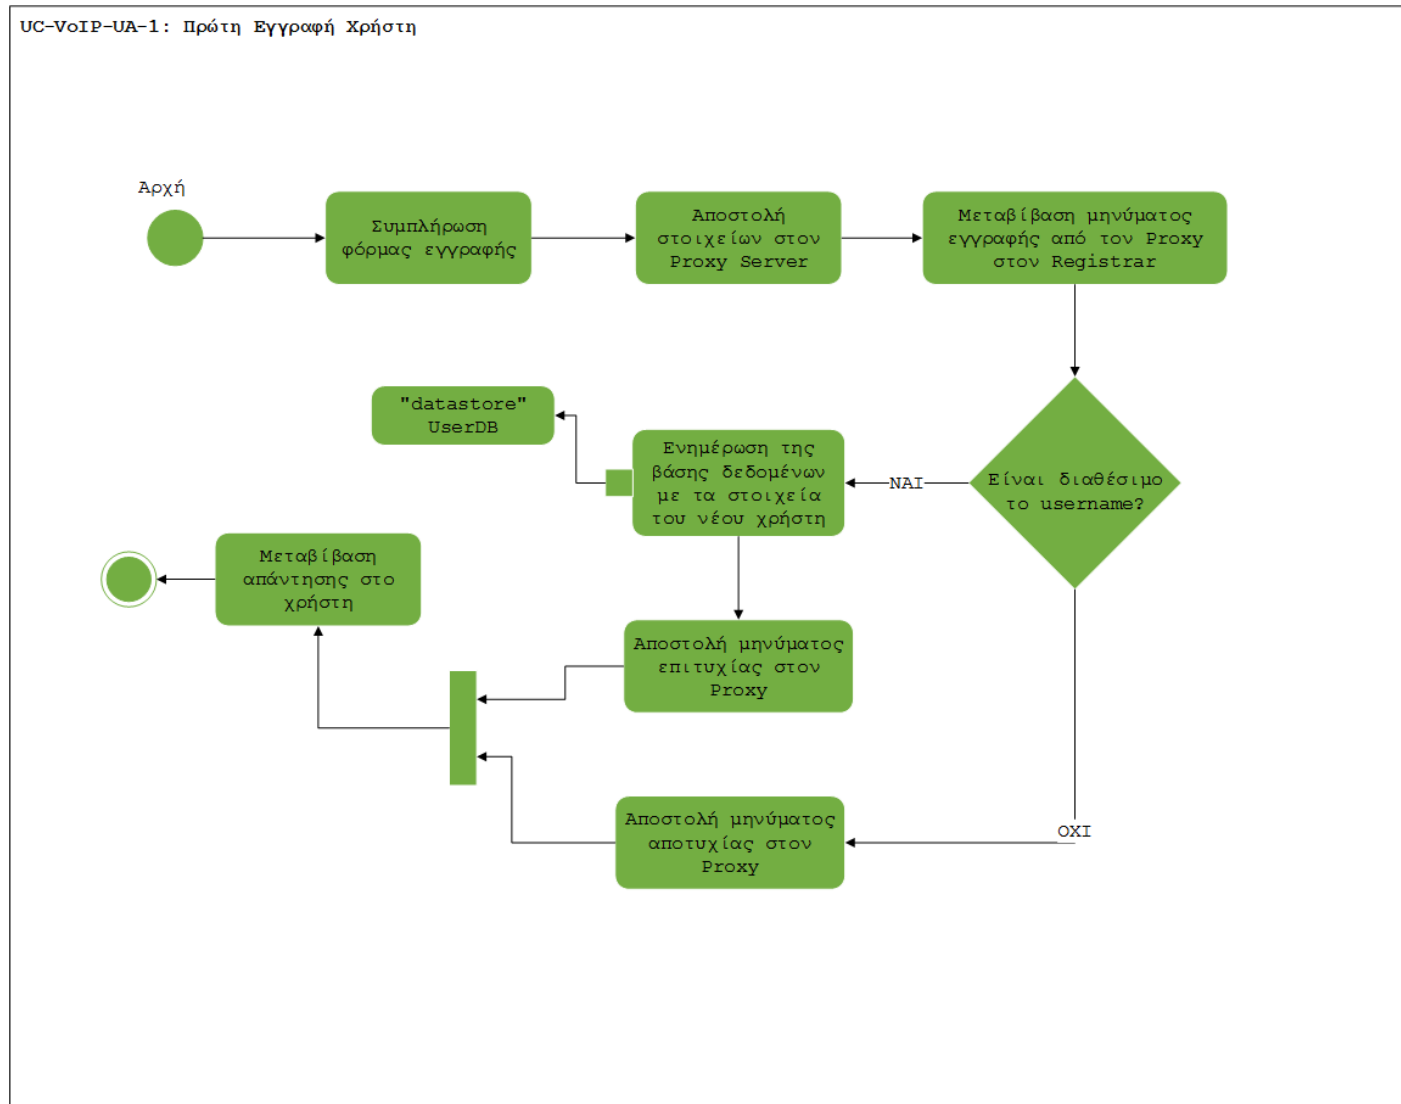 UC-VoIP-UA-1: Πρώτη Εγγραφή Χρήστη
Αρχή
Συμπλήρωση
φόρμας εγγραφής
Αποστολή
στοιχείων στον
Proxy Server
Μεταβίβαση μηνύματος
εγγραφής από τον Proxy
στον Registrar
"datastore"
UserDB
Ενημέρωση της
βάσης δεδομένων
με τα στοιχεία
του νέου χρήστη
ΝΑΙ
Είναι διαθέσιμο
το username?
Μεταβίβαση
απάντησης στο
χρήστη
Αποστολή μηνύματος
επιτυχίας στον
Proxy
Αποστολή μηνύματος
αποτυχίας στον
Proxy
ΟΧΙ